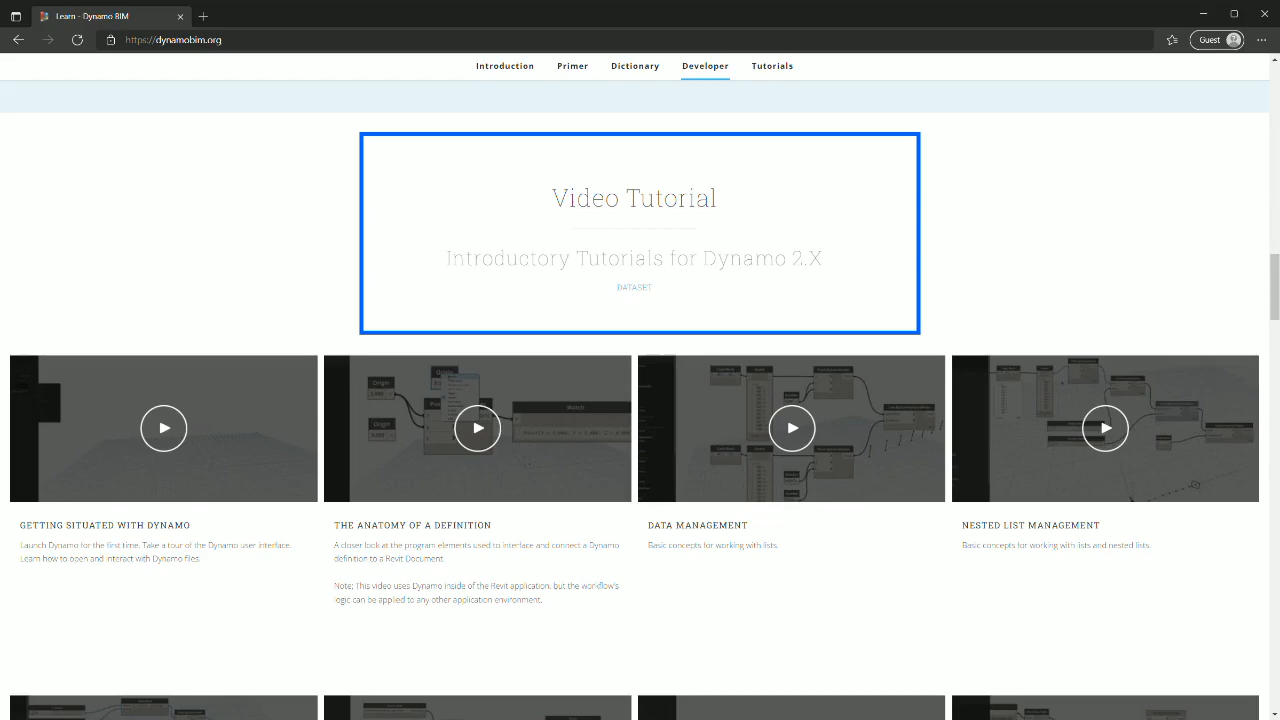 Learn - Dynamo BIM
https://dynamobim.org
Guest
Introduction Primer Dictionary Developer Tutorials
Video Tutorial
Introductory Tutorials for Dynamo 2.X
DATASET
Origin
Origin
Watch
GETTING SITUATED WITH DYNAMO
Launch Dynamo for the first time. Take a tour of the Dynamo user interface.
Learn how to open and interact with Dynamo files.
THE ANATOMY OF A DEFINITION
A closer look at the program elements used to interface and connect a Dynamo
definition to a Revit Document.
Note; This video uses Dynamo inside of the Revit application, but the workflow's
logic can be applied to any other application environment.
DATA MANAGEMENT
Basic concepts for working with lists.
NESTED LIST MANAGEMENT
Basic concepts for working with lists and nested lists.